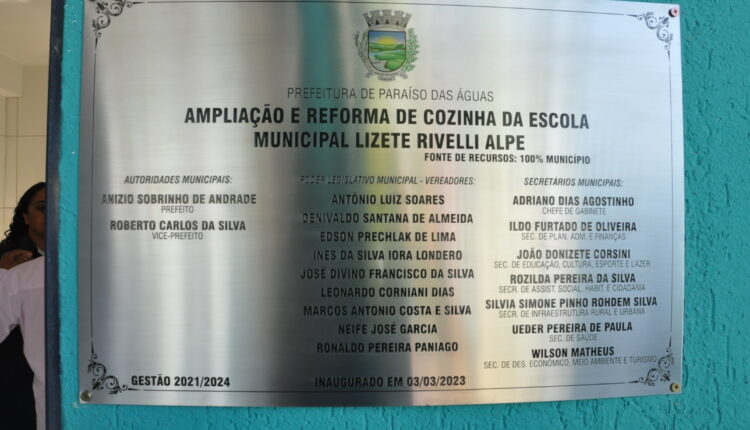 PREFEITURA DE PARAÍSO DAS ÁGUAS
AMPLIAÇÃO E REFORMA DE COZINHA DA ESCOLA
MUNICIPAL LIZETE RIVELLI ALPE
FONTE DE RECURSOS: 100% MUNICÍPIO
AUTORIDADES MUNICIPAIS:
ANIZIO SOBRINHO DE ANDRADE
PREFEITO
ROBERTO CARLOS DA SILVA
VICE-PREFEITO
PODER LEGISLATIVO MUNICIPAL - VEREADORES:
ANTÔNIO LUIZ SOARES
DENIVALDO SANTANA DE ALMEIDA
EDSON PRECHLAK DE LIMA
INES DA SILVA IORA LONDERO
JOSÉ DIVINO FRANCISCO DA SILVA
LEONARDO CORNIANI DIAS
MARCOS ANTONIO COSTA E SILVA
NEIFE JOSÉ GARCIA
RONALDO PEREIRA PANIAGO
SECRETÁRIOS MUNICIPAIS:
ADRIANO DIAS AGOSTINHO
CHEFE DE GABINETE
ILDO FURTADO DE OLIVEIRA
SEC. DE PLAN. ADM. E FINANÇAS
JOÃO DONIZETE CORSINI
SEC. DE EDUCAÇÃO, CULTURA, ESPORTE E LAZER
ROZILDA PEREIRA DA SILVA
SECR. DE ASSIST. SOCIAL, HABIT. E CIDADANIA
SILVIA SIMONE PINHO ROHDEM SILVA
SECR. DE INFRAESTRUTURA RURAL E URBANA
UEDER PEREIRA DE PAULA
SEC. DE SAÚDE
WILSON MATHEUS
SEC. DE DES. ECONÔMICO, MEIO AMBIENTE E TURISMO
GESTÃO 2021/2024
INAUGURADO EM 03/03/2023